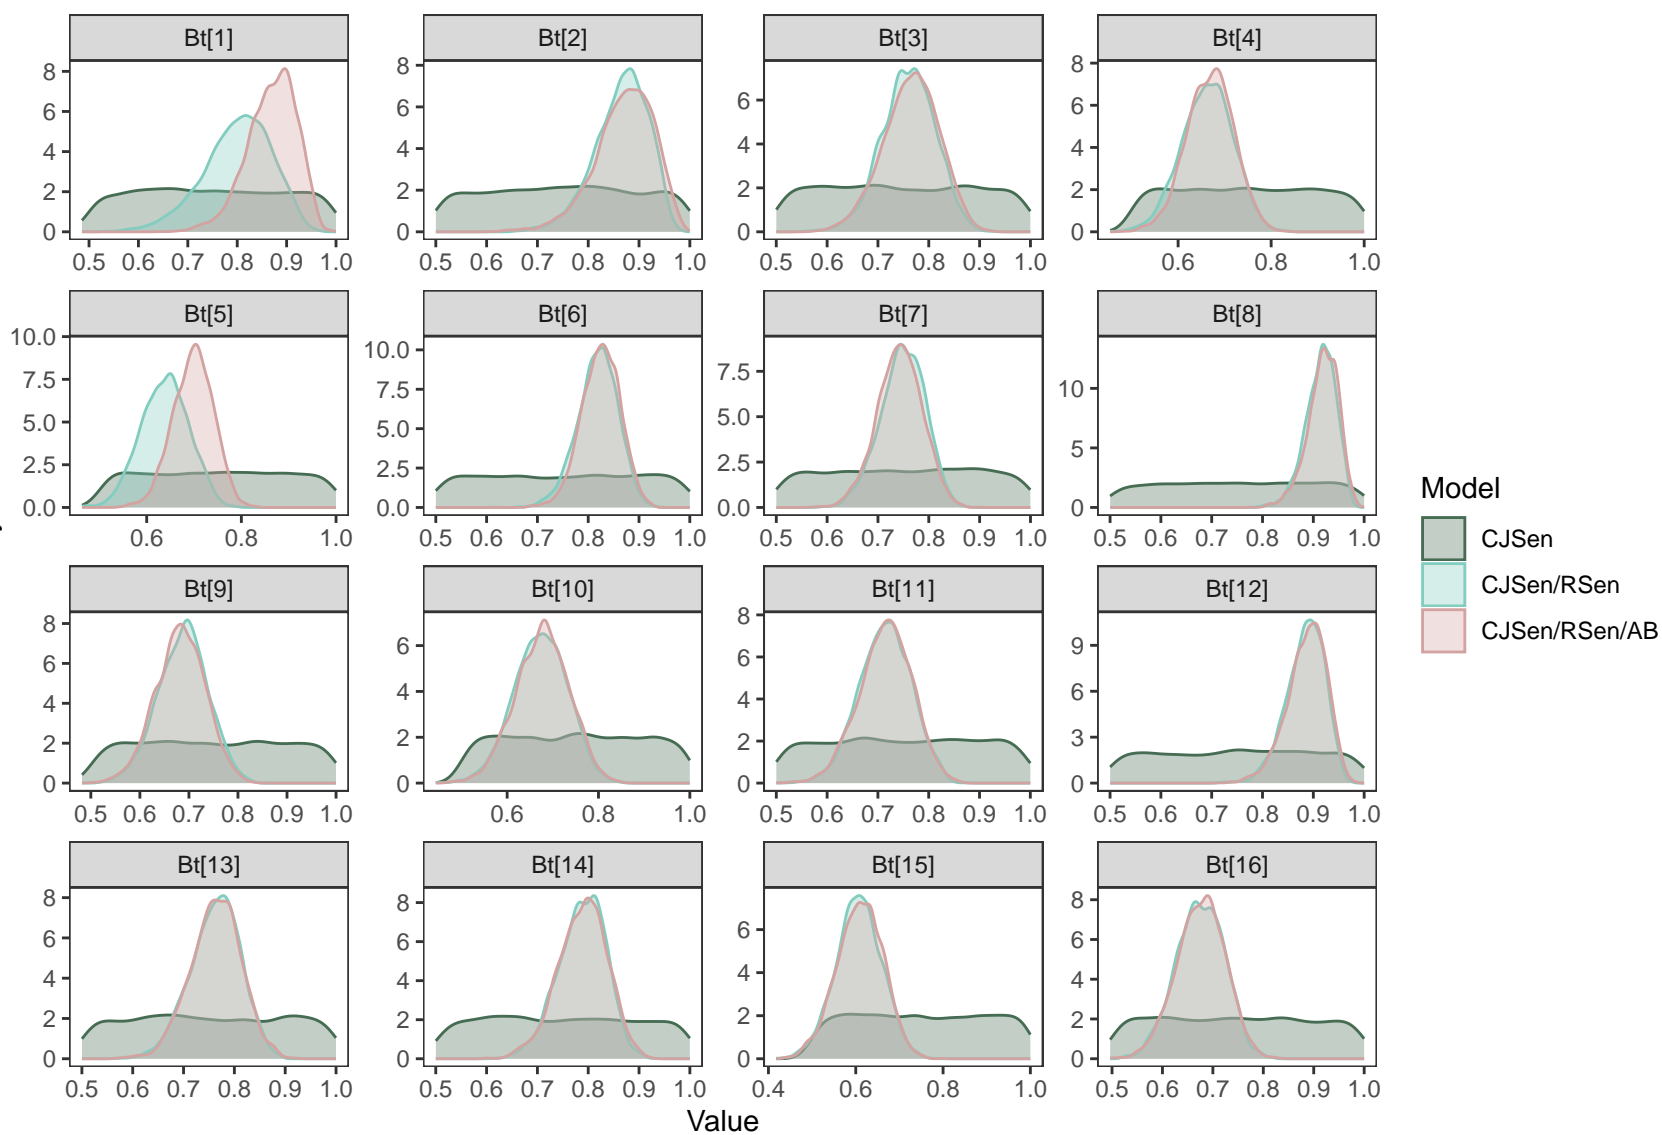 Bt[1] Bt[2] Bt[3] Bt[4]
8 8 6 8
6 6 4 6
4 4 2 4
2 2 0 2
0 0 0
0.5 0.6 0.7 0.8 0.9 1.0 0.5 0.6 0.7 0.8 0.9 1.0 0.5 0.6 0.7 0.8 0.9 1.0 0.6 0.8 1.0
Bt[5] Bt[6] Bt[7] Bt[8]
10.0 10.0 7.5 10
7.5 7.5 5.0 5
5.0 5.0 2.5 0
2.5 2.5 0.0
0.0 0.0
0.6 0.8 1.0 0.5 0.6 0.7 0.8 0.9 1.0 0.5 0.6 0.7 0.8 0.9 1.0 0.5 0.6 0.7 0.8 0.9 1.0
Bt[9] Bt[10] Bt[11] Bt[12]
8 6 8 9
6 4 6 6
4 2 4 3
2 0 2 0
0 0
0.5 0.6 0.7 0.8 0.9 1.0 0.6 0.8 1.0 0.5 0.6 0.7 0.8 0.9 1.0 0.5 0.6 0.7 0.8 0.9 1.0
Bt[13] Bt[14] Bt[15] Bt[16]
8 8 6 8
6 6 4 6
4 4 2 4
2 2 0 2
0 0 0
0.5 0.6 0.7 0.8 0.9 1.0 0.5 0.6 0.7 0.8 0.9 1.0 0.4 0.6 0.8 1.0 0.5 0.6 0.7 0.8 0.9 1.0
Value
Model
CJSen
CJSen/RSen
CJSen/RSen/AB